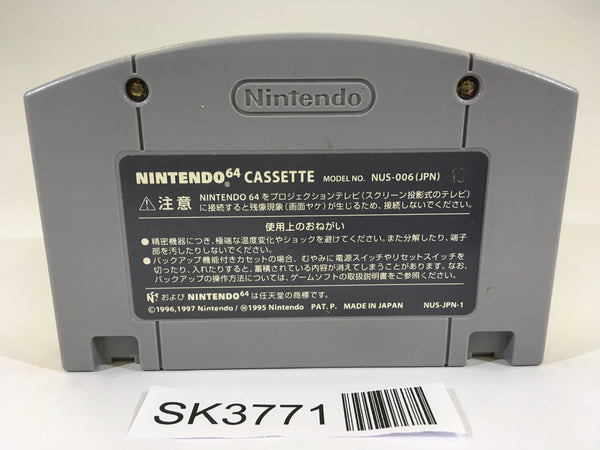 Nintendo
NINTENDO64® CASSETTE MODEL NO. NUS-006(JPN)
⚠注意 NINTENDO 64をプロジェクションテレビ(スクリーン投影式のテレビ)
に接続すると残像現象(画面ヤケ)が生じるため、接続しないでください。
使用上のおねがい
●精密機器につき、極端な温度変化やショックを避けてください。また分解したり、端子
部を汚したりしないでください。
●バックアップ機能付きカセットの場合、むやみに電源スイッチやリセットスイッチを
切ったり、入れたりすると、蓄積されている内容が消えてしまうことがあります。なお、
バックアップの操作方法については、ゲームソフトの取扱説明書をご参照ください。
および NINTENDO64は任天堂の商標です。
©1996,1997 Nintendo/Ⓜ1995 Nintendo PAT. P. MADE IN JAPAN NUS-JPN-1
SK3771